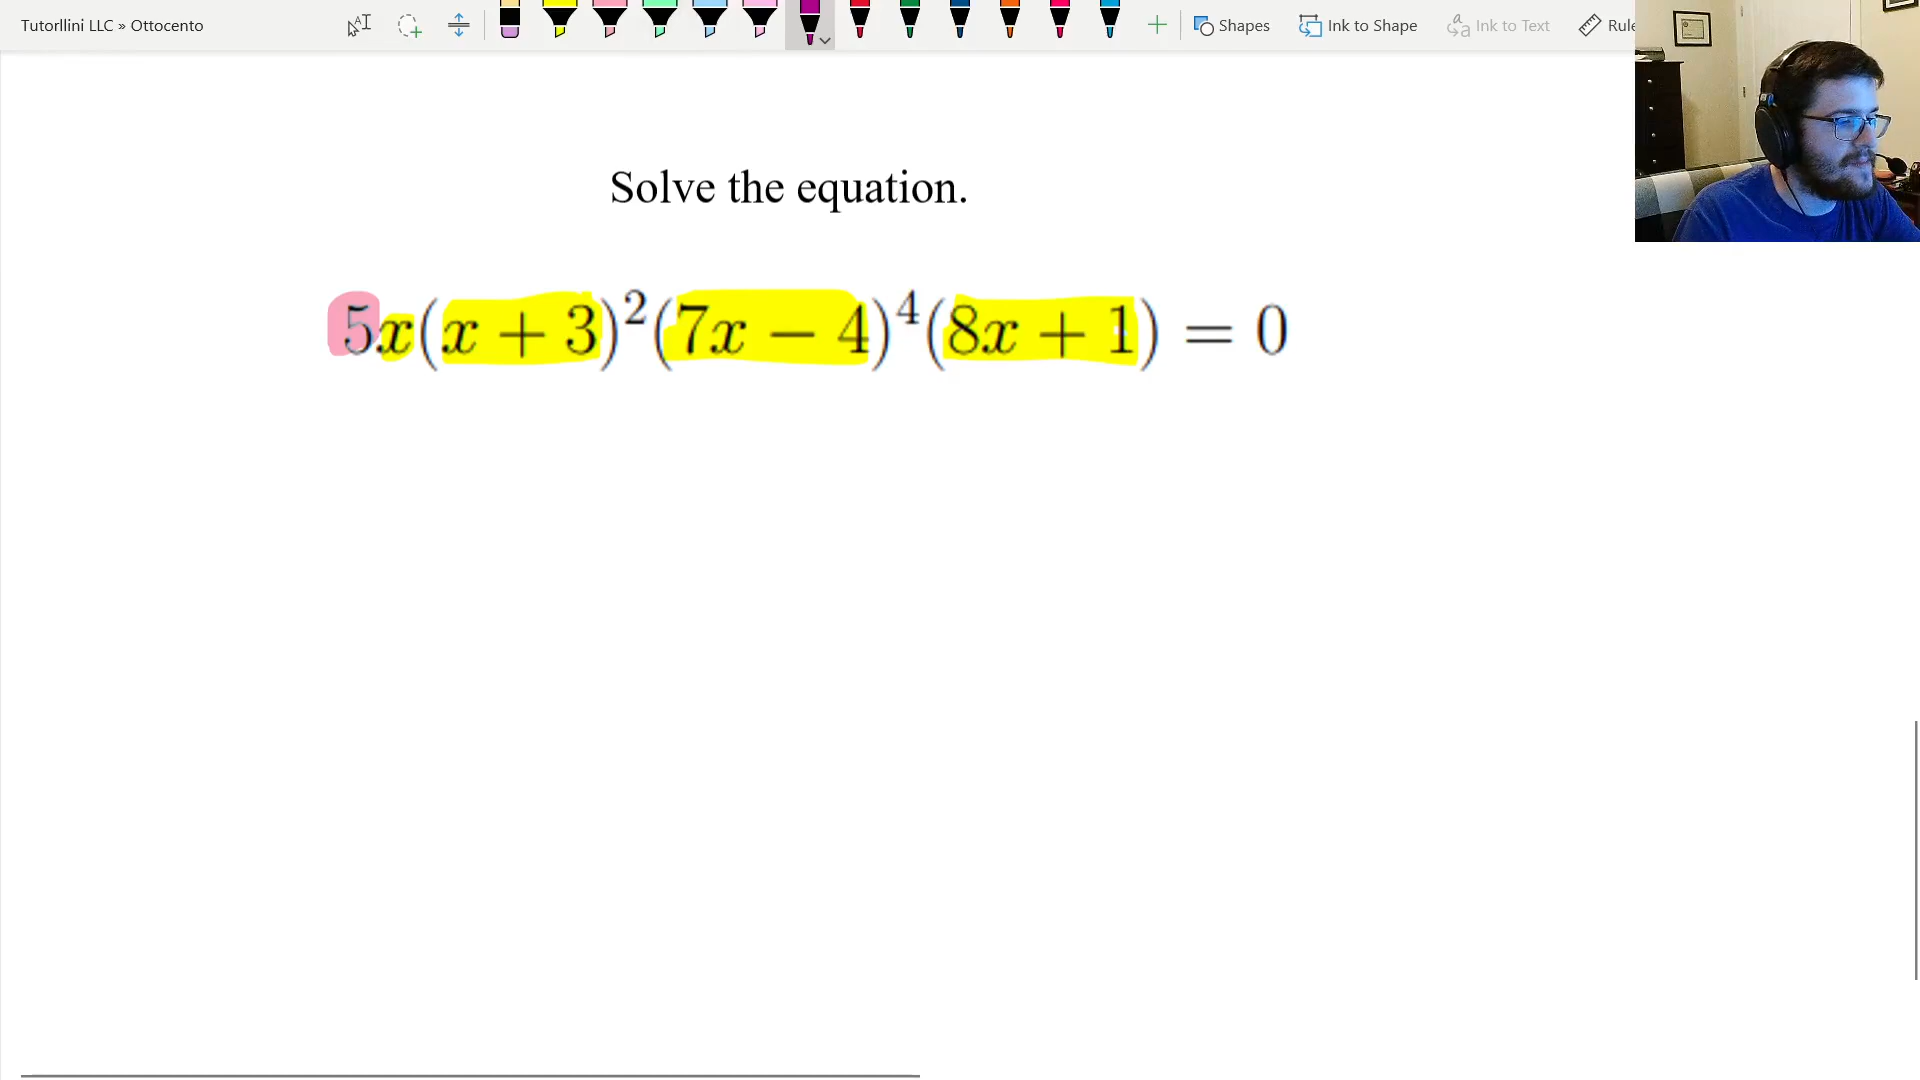 Tutorllini LLC » Ottocento
Shapes
Ink to Shape
Ink to Text
Solve the equation.
5x(x + 3)²(7x − 4)⁴(8x + 1) = 0